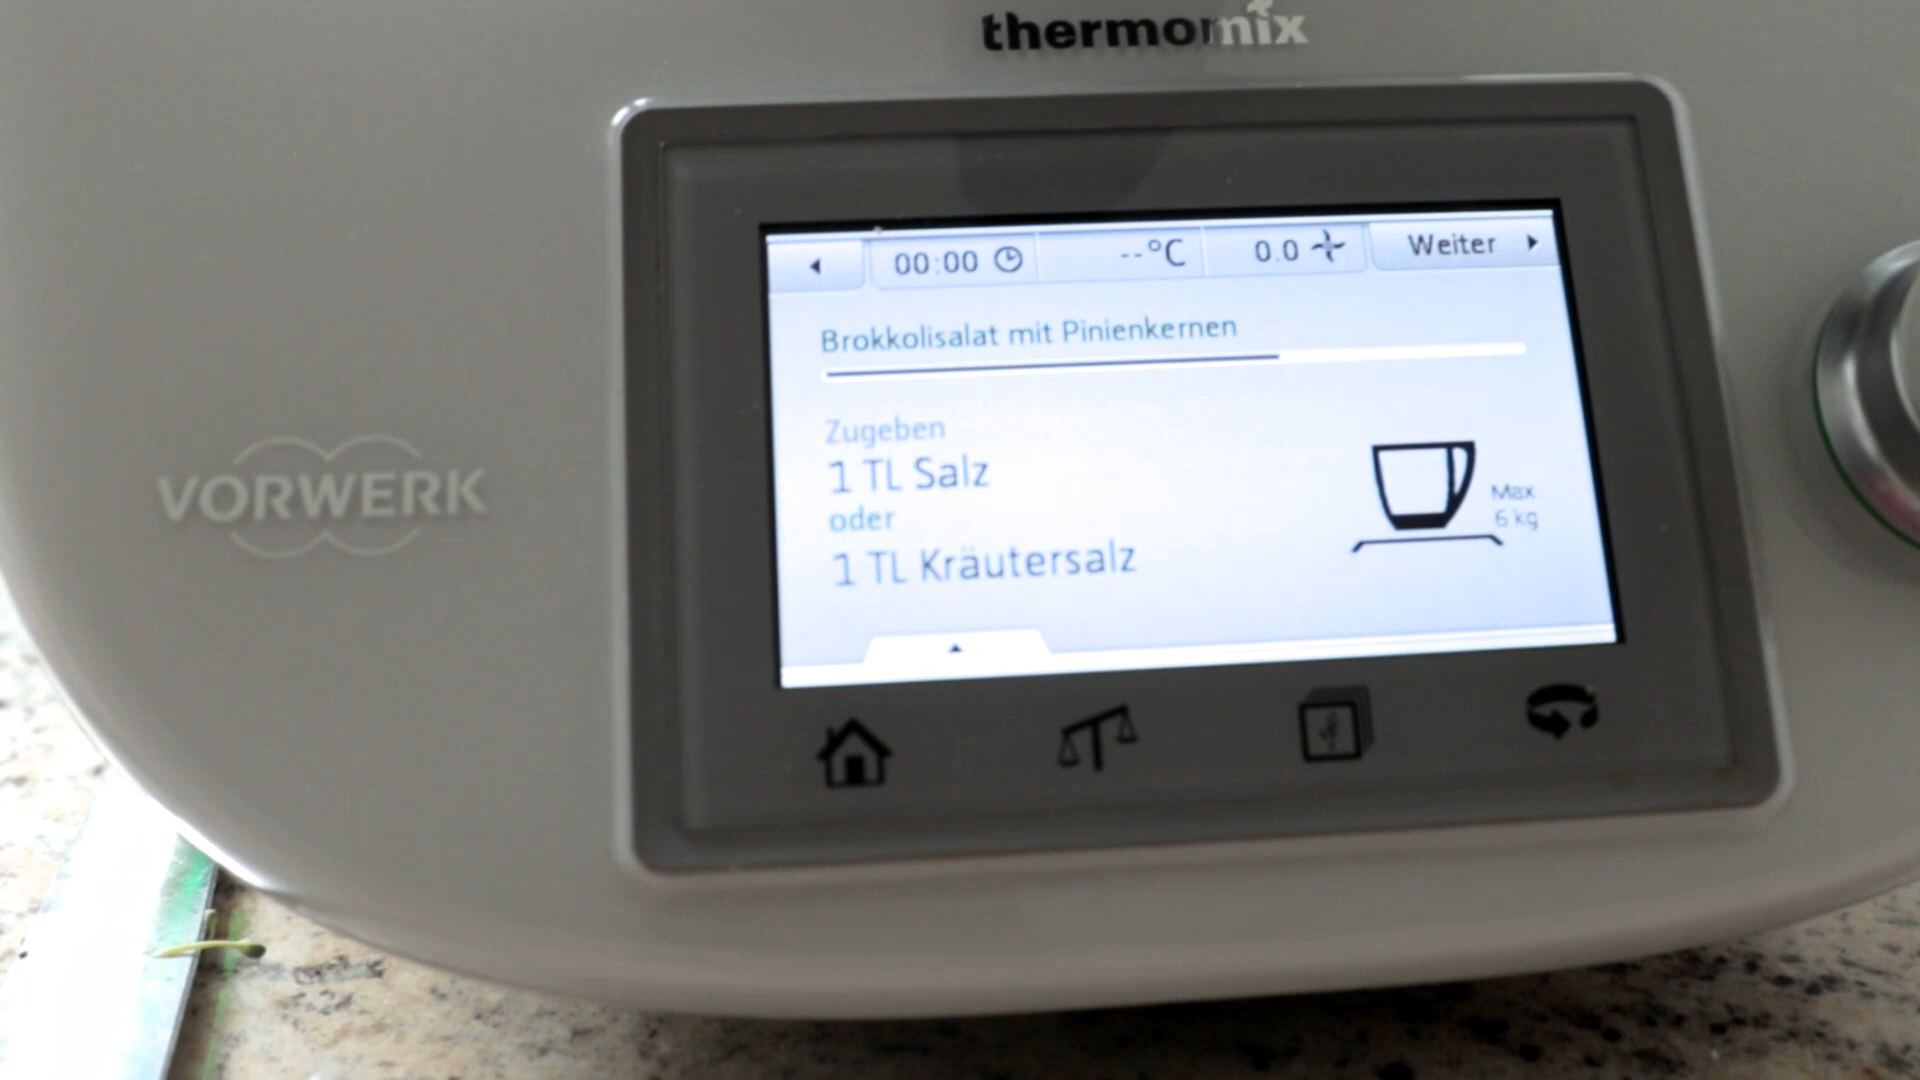 thermomix
00:00 --°C 0.0 Weiter
Brokkolisalat mit Pinienkernen
Zugeben
1 TL Salz
oder
1 TL Kräutersalz
Max
6 kg
VORWERK